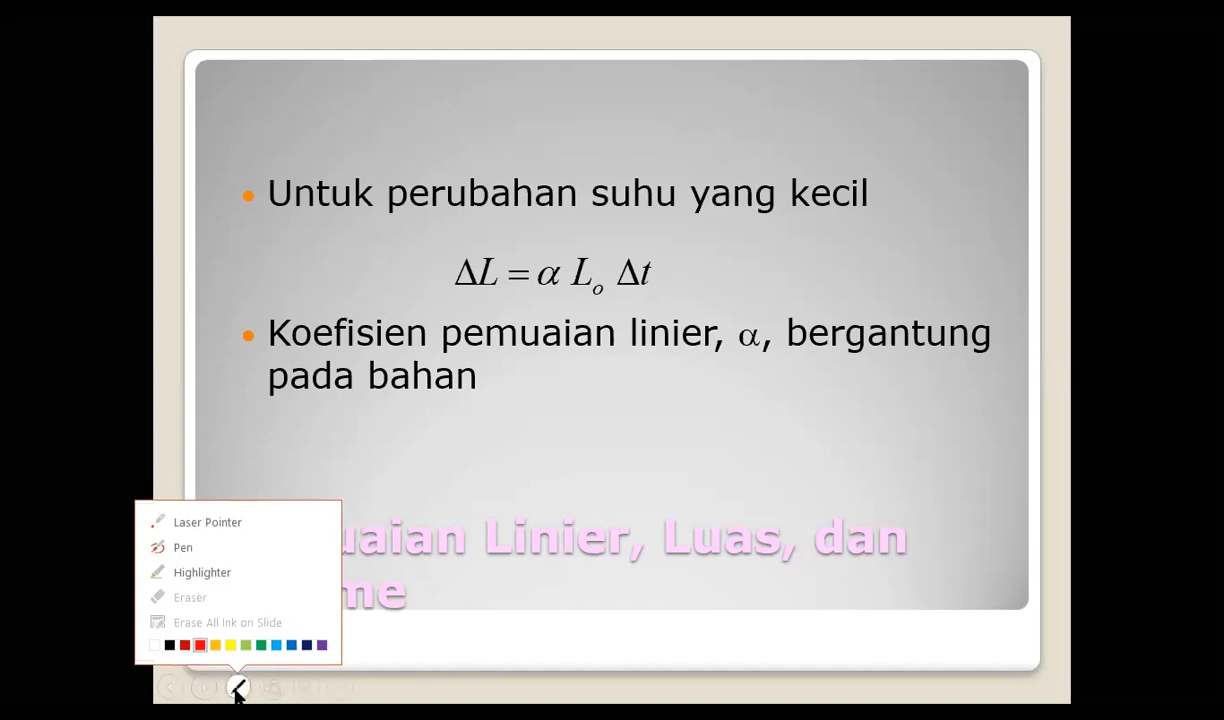 Untuk perubahan suhu yang kecil
ΔL = α Lo Δt
Koefisien pemuaian linier, α, bergantung
pada bahan
uaian Linier, Luas, dan
me
Laser Pointer
Pen
Highlighter
Eraser
Erase All Ink on Slide